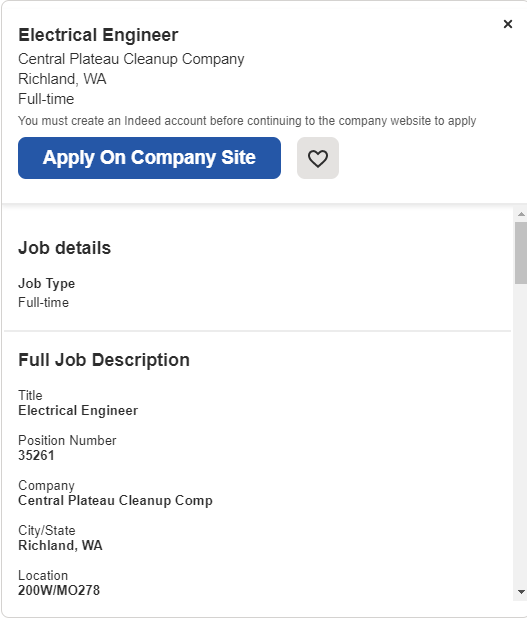 Electrical Engineer
Central Plateau Cleanup Company
Richland, WA
Full-time
You must create an Indeed account before continuing to the company website to apply
Apply On Company Site
Job details
Job Type
Full-time
Full Job Description
Title
Electrical Engineer
Position Number
35261
Company
Central Plateau Cleanup Comp
City/State
Richland, WA
Location
200W/MO278